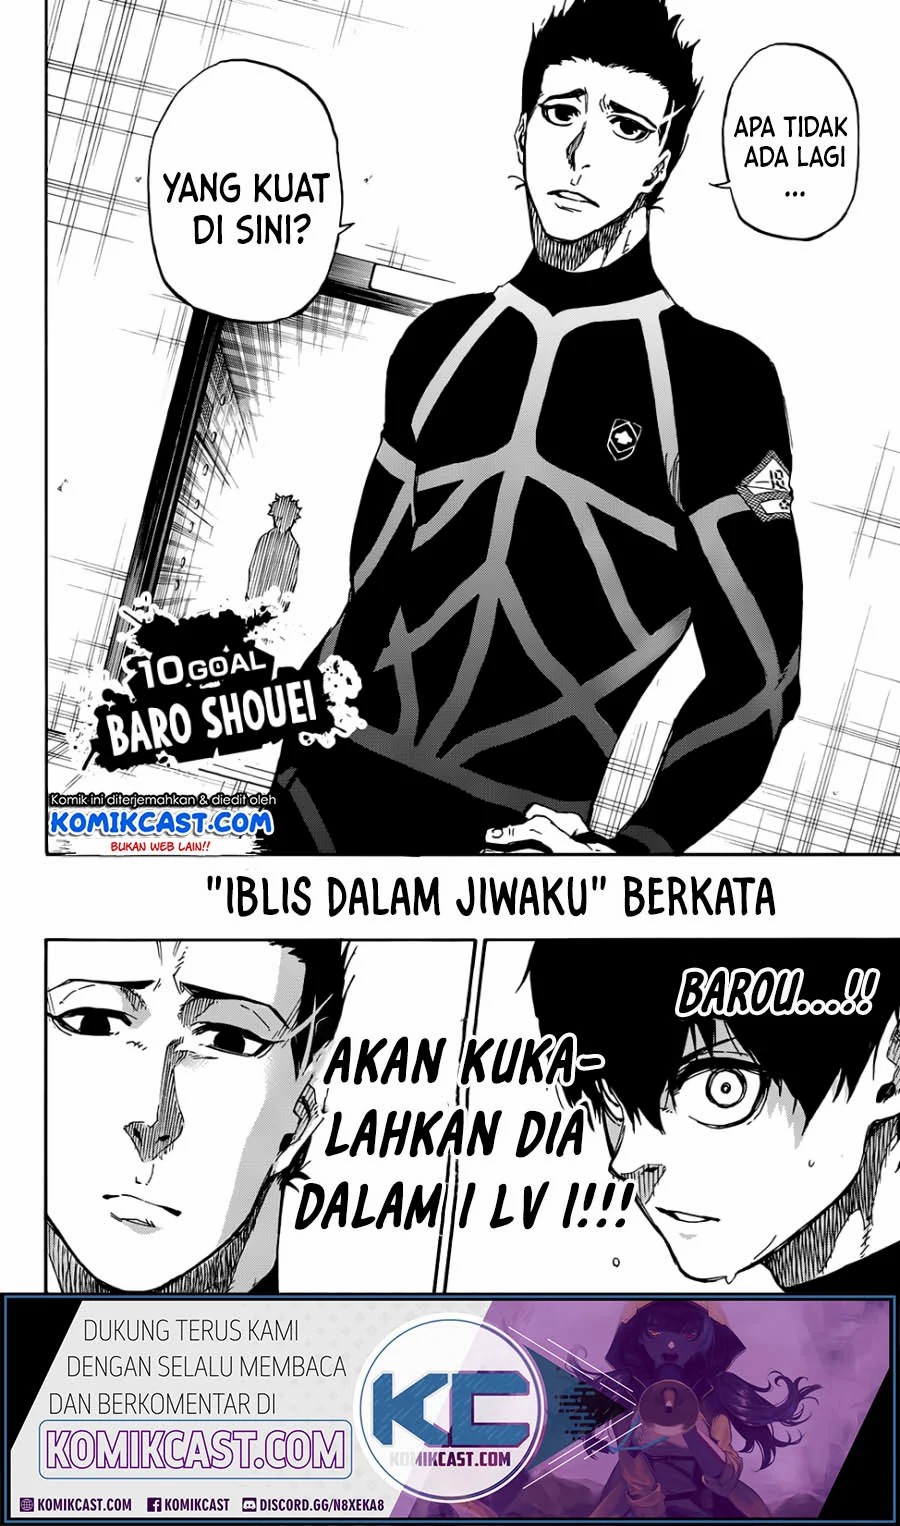 APA TIDAK
ADA LAGI
...
YANG KUAT
DI SINI?
10 GOAL
BARO SHOUEI
Komik ini diterjemahkan & diedit oleh
KOMIKCAST.COM
BUKAN WEB LAIN!!
"IBLIS DALAM JIWAKU" BERKATA
BAROU...!!
AKAN KUKA-
LAHKAN DIA
DALAM 1 LV 1!!!
DUKUNG TERUS KAMI
DENGAN SELALU MEMBACA
DAN BERKOMENTAR DI
KOMIKCAST.COM
KC
KOMIKCAST.COM
KOMIKCAST.COM
KOMIKCAST
DISCORD.GG/N8XEKA8